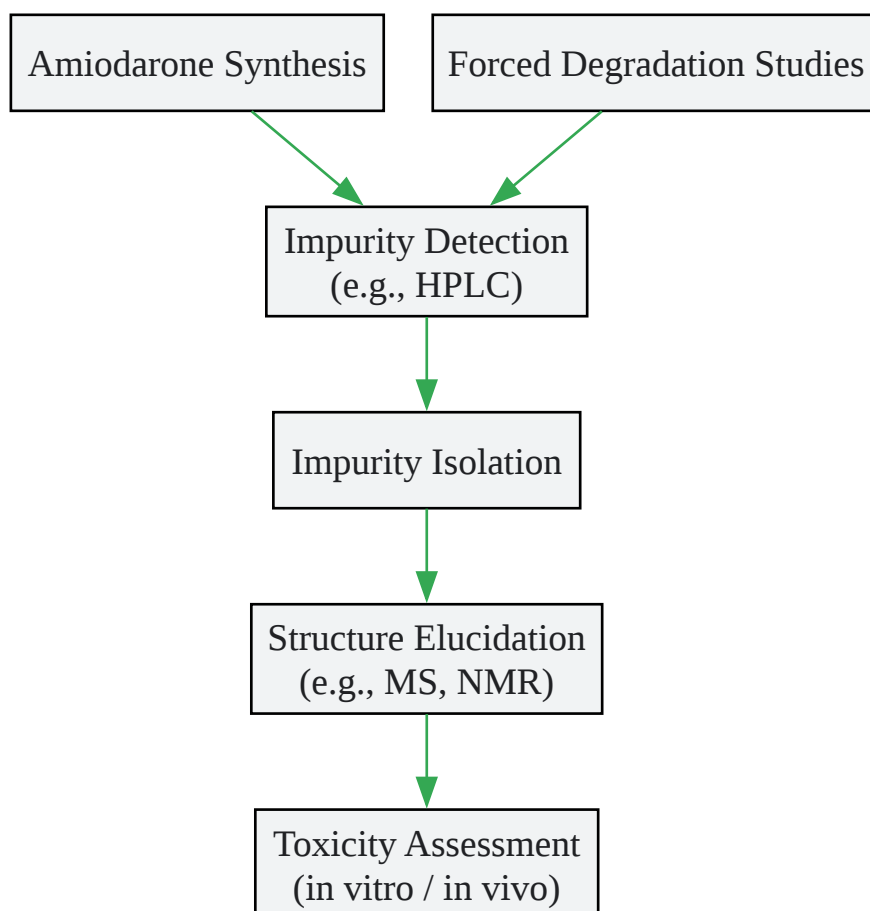 Amiodarone Synthesis
Forced Degradation Studies
Impurity Detection
(e.g., HPLC)
Impurity Isolation
Structure Elucidation
(e.g., MS, NMR)
Toxicity Assessment
(in vitro / in vivo)